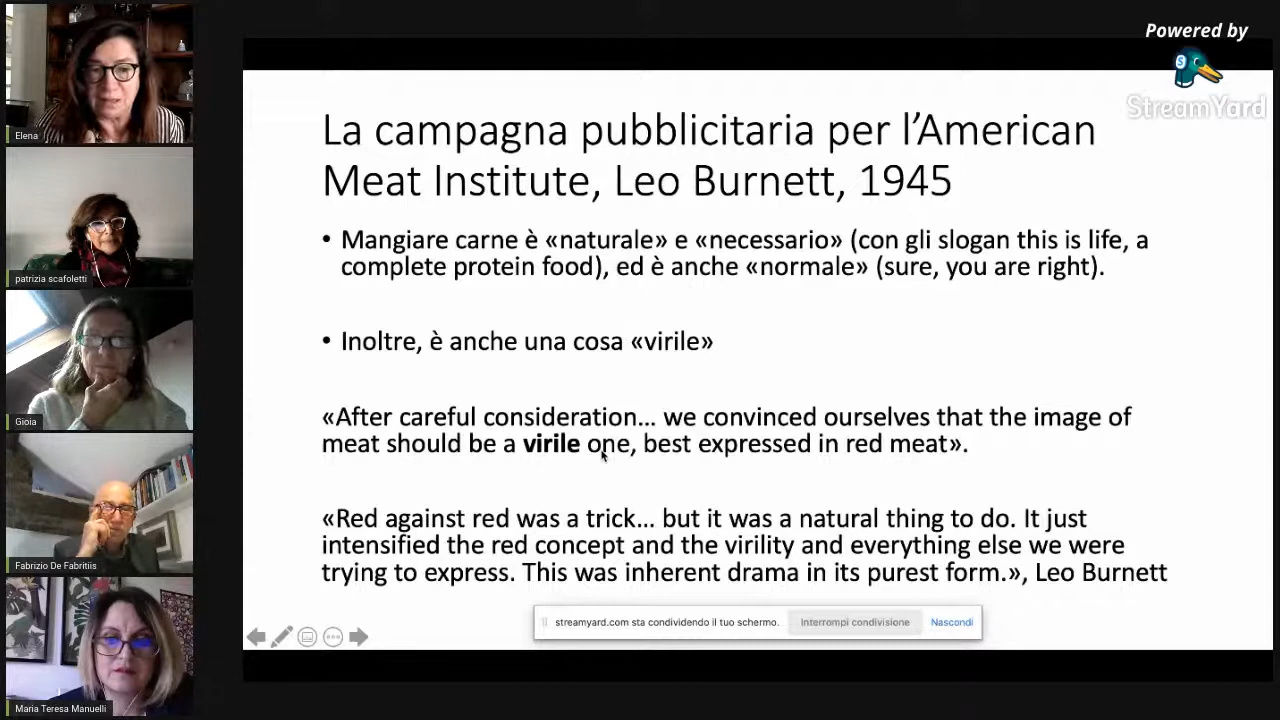 Powered by
StreamYard
Elena
patrizia scafoletti
Gioia
Fabrizio De Fabritiis
Maria Teresa Manuelli
La campagna pubblicitaria per l’American
Meat Institute, Leo Burnett, 1945
• Mangiare carne è «naturale» e «necessario» (con gli slogan this is life, a
complete protein food), ed è anche «normale» (sure, you are right).
• Inoltre, è anche una cosa «virile»
«After careful consideration... we convinced ourselves that the image of
meat should be a virile one, best expressed in red meat».
«Red against red was a trick... but it was a natural thing to do. It just
intensified the red concept and the virility and everything else we were
trying to express. This was inherent drama in its purest form.», Leo Burnett
streamyard.com sta condividendo il tuo schermo.
Interrompi condivisione
Nascondi